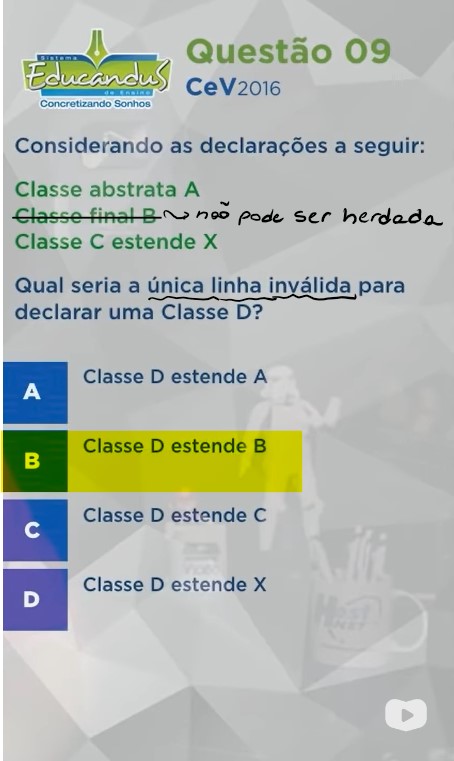 Sistema
Educandus
de Ensino
Concretizando Sonhos
Questão 09
CeV2016
Considerando as declarações a seguir:
Classe abstrata A
Classe final B ~> não pode ser herdada
Classe C estende X
Qual seria a única linha inválida para
declarar uma Classe D?
A Classe D estende A
B Classe D estende B
C Classe D estende C
D Classe D estende X